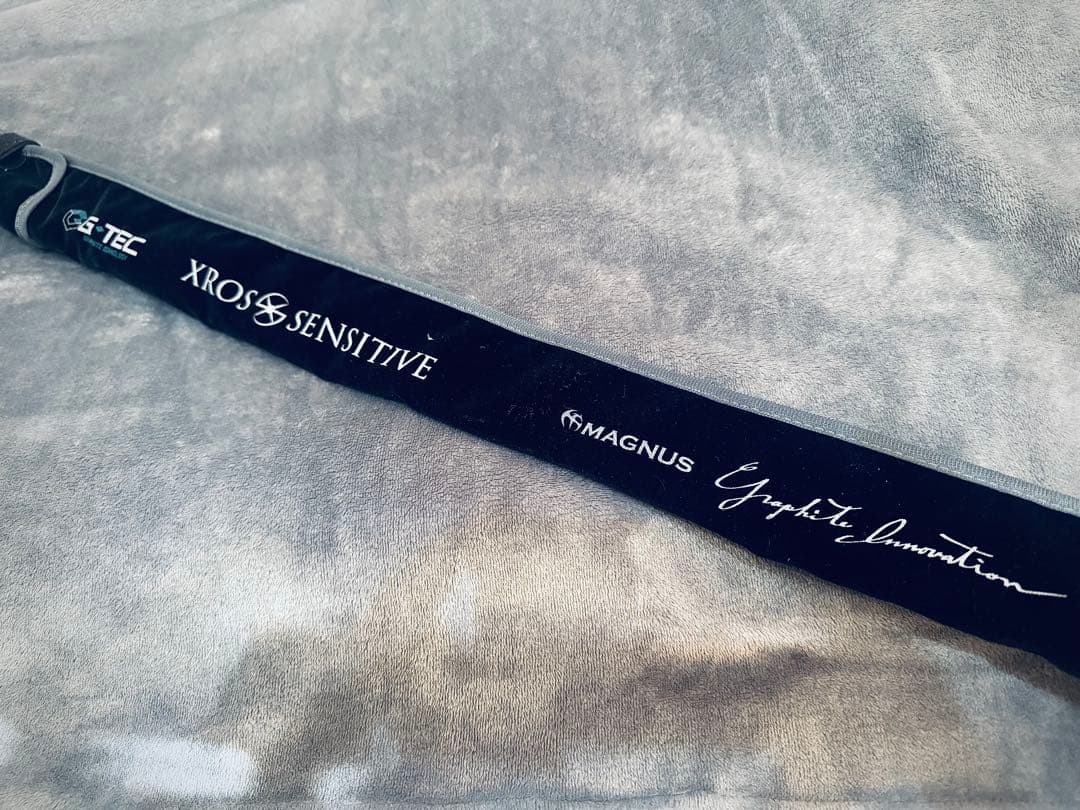 G-TEC
XROS SENSITIVE
MAGNUS
Graphite Innovation